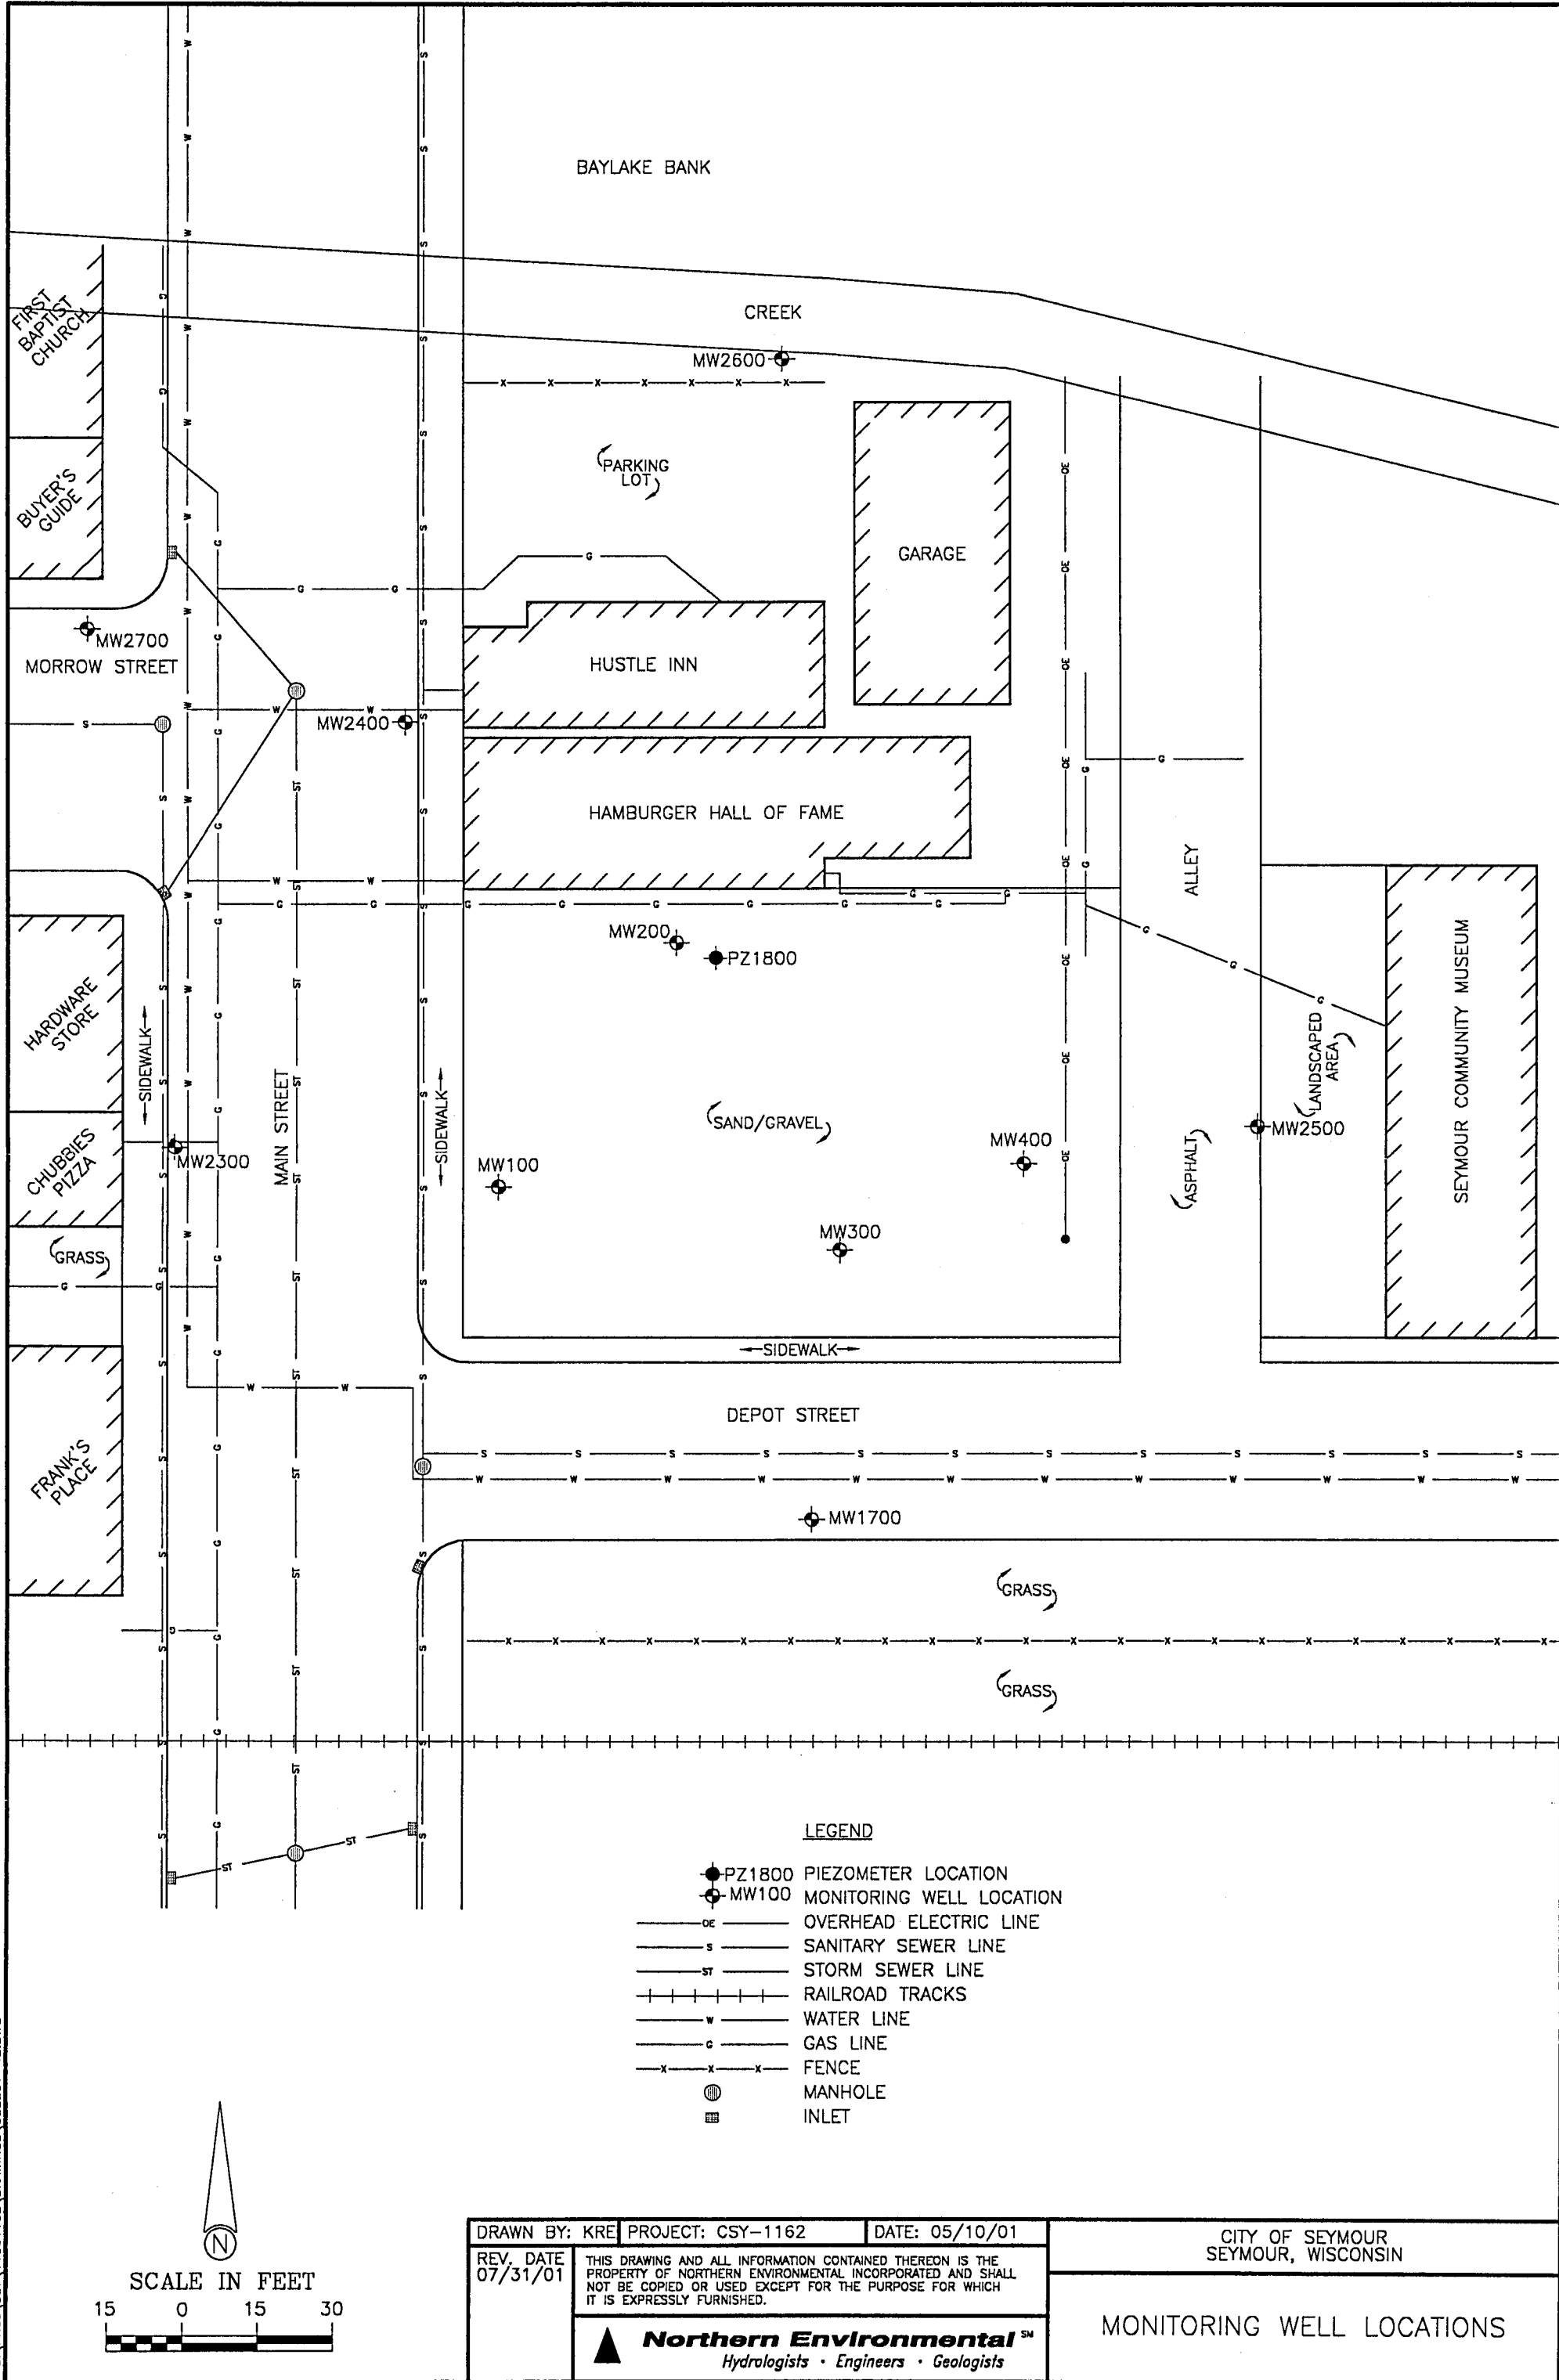 BAYLAKE BANK
CREEK
MW2600
FIRST
BAPTIST
CHURCH
PARKING
LOT
BUYER'S
GUIDE
GARAGE
MW2700
MORROW STREET
HUSTLE INN
MW2400
HAMBURGER HALL OF FAME
ALLEY
MW200
PZ1800
HARDWARE
STORE
SIDEWALK
MAIN STREET
SIDEWALK
SAND/GRAVEL
LANDSCAPED
AREA
SEYMOUR COMMUNITY MUSEUM
MW2500
MW400
ASPHALT
CHUBBIES
PIZZA
MW2300
MW100
MW300
GRASS
SIDEWALK
DEPOT STREET
FRANK'S
PLACE
MW1700
GRASS
GRASS
LEGEND
PZ1800 PIEZOMETER LOCATION
MW100 MONITORING WELL LOCATION
OE OVERHEAD ELECTRIC LINE
S SANITARY SEWER LINE
ST STORM SEWER LINE
RAILROAD TRACKS
W WATER LINE
G GAS LINE
X X X FENCE
MANHOLE
INLET
N
SCALE IN FEET
15 0 15 30
DRAWN BY: KRE PROJECT: CSY-1162 DATE: 05/10/01
REV. DATE
07/31/01
THIS DRAWING AND ALL INFORMATION CONTAINED THEREON IS THE
PROPERTY OF NORTHERN ENVIRONMENTAL INCORPORATED AND SHALL
NOT BE COPIED OR USED EXCEPT FOR THE PURPOSE FOR WHICH
IT IS EXPRESSLY FURNISHED.
Northern Environmental SM
Hydrologists • Engineers • Geologists
CITY OF SEYMOUR
SEYMOUR, WISCONSIN
MONITORING WELL LOCATIONS